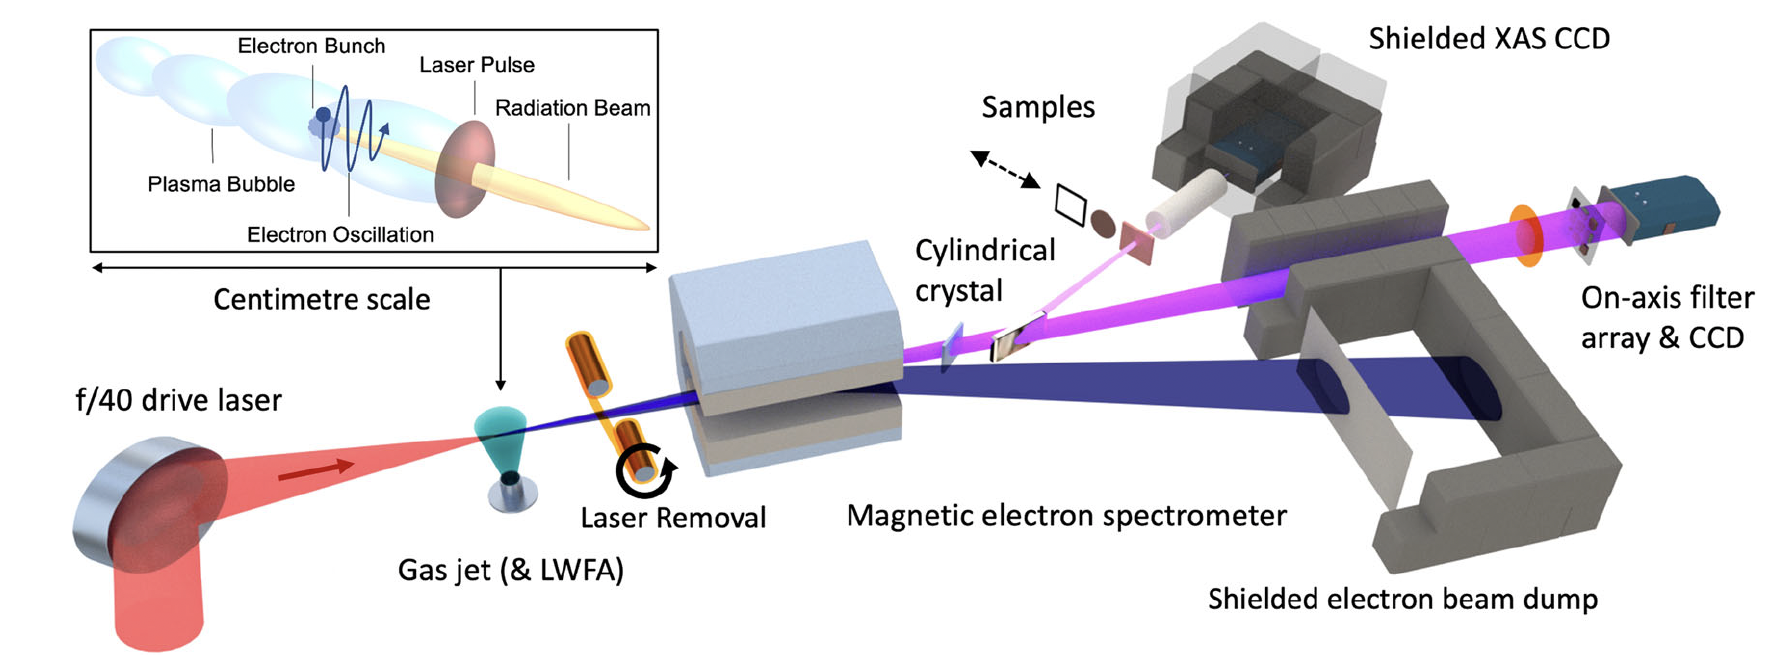 Electron Bunch
Laser Pulse
Radiation Beam
Plasma Bubble
Electron Oscillation
Centimetre scale
f/40 drive laser
Gas jet (& LWFA)
Laser Removal
Magnetic electron spectrometer
Cylindrical
crystal
Samples
Shielded XAS CCD
On-axis filter
array & CCD
Shielded electron beam dump